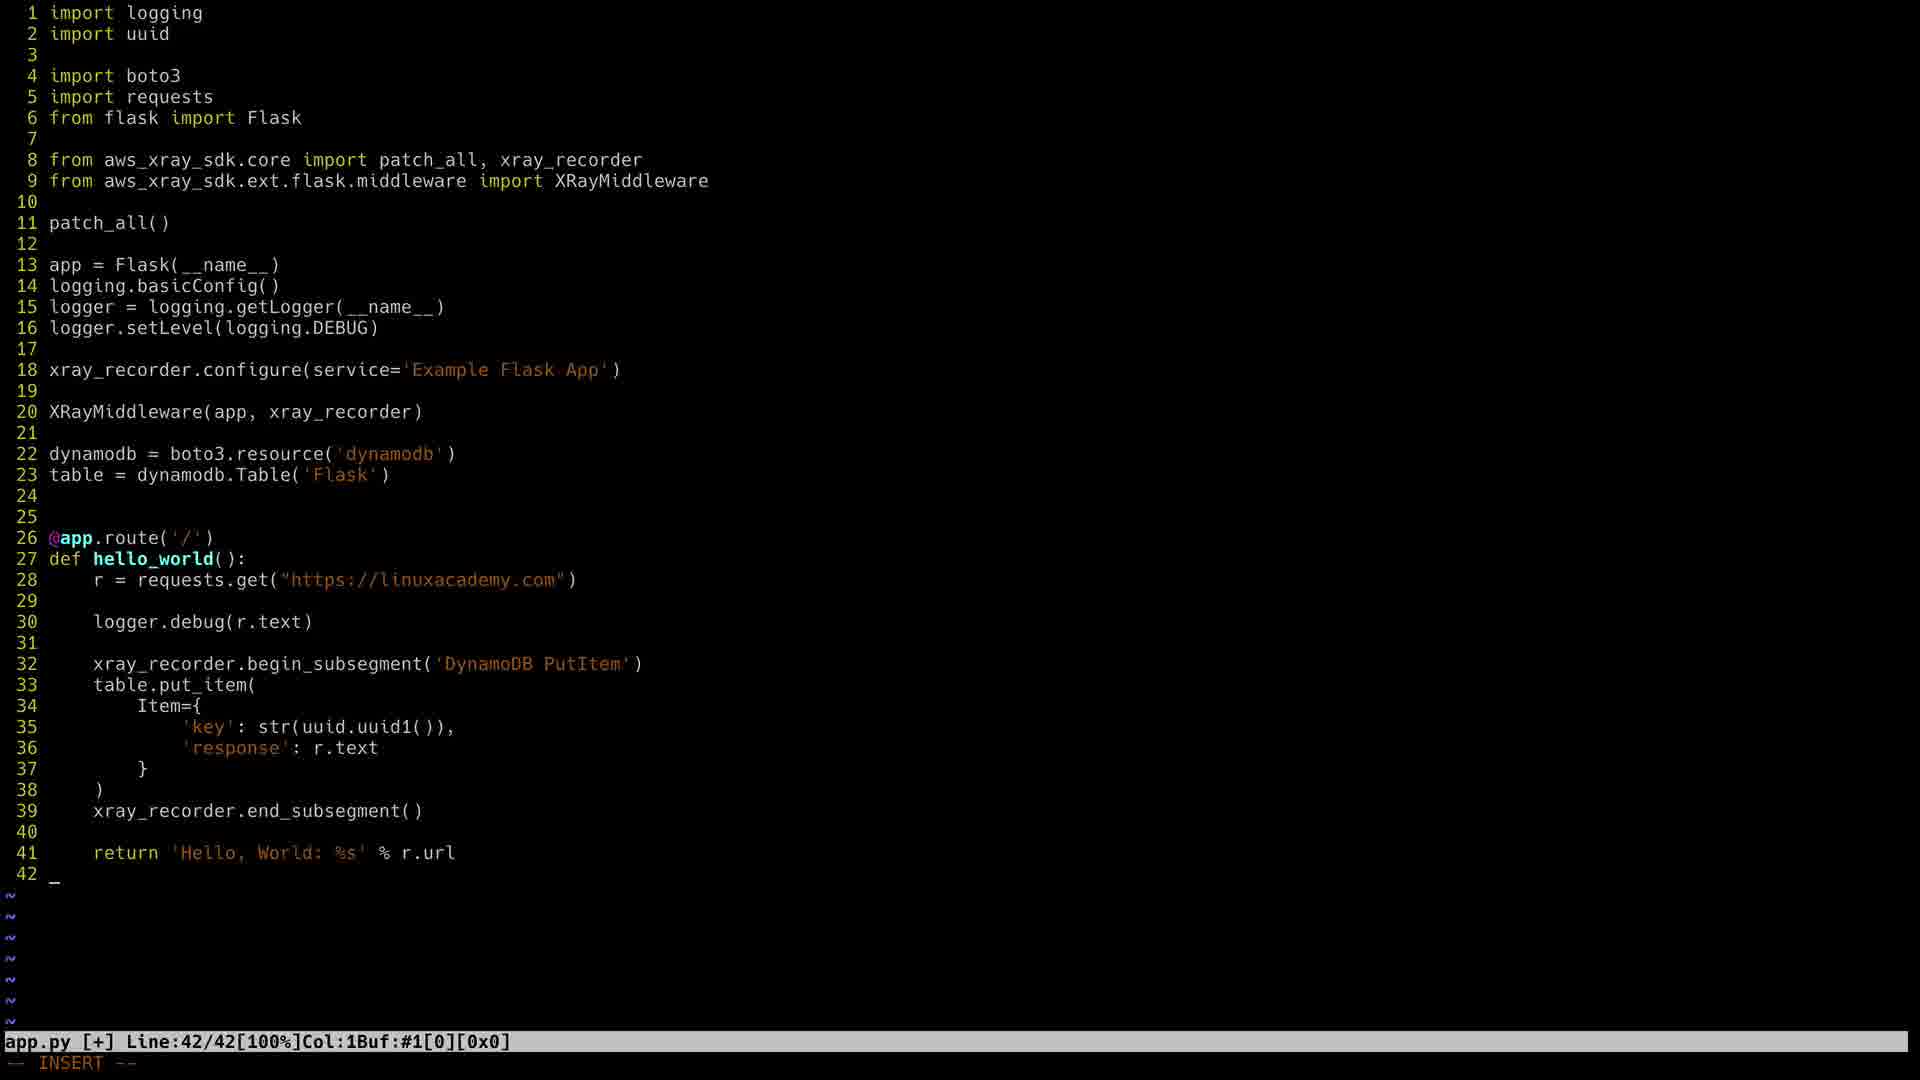 1 import logging
2 import uuid
3
4 import boto3
5 import requests
6 from flask import Flask
7
8 from aws_xray_sdk.core import patch_all, xray_recorder
9 from aws_xray_sdk.ext.flask.middleware import XRayMiddleware
10
11 patch_all()
12
13 app = Flask(__name__)
14 logging.basicConfig()
15 logger = logging.getLogger(__name__)
16 logger.setLevel(logging.DEBUG)
17
18 xray_recorder.configure(service='Example Flask App')
19
20 XRayMiddleware(app, xray_recorder)
21
22 dynamodb = boto3.resource('dynamodb')
23 table = dynamodb.Table('Flask')
24
25
26 @app.route('/')
27 def hello_world():
28     r = requests.get("https://linuxacademy.com")
29
30     logger.debug(r.text)
31
32     xray_recorder.begin_subsegment('DynamoDB PutItem')
33     table.put_item(
34         Item={
35             'key': str(uuid.uuid1()),
36             'response': r.text
37         }
38     )
39     xray_recorder.end_subsegment()
40
41     return 'Hello, World: %s' % r.url
42 _
~
~
~
~
~
~
~
app.py [+] Line:42/42[100%]Col:1Buf:#1[0][0x0]
-- INSERT --